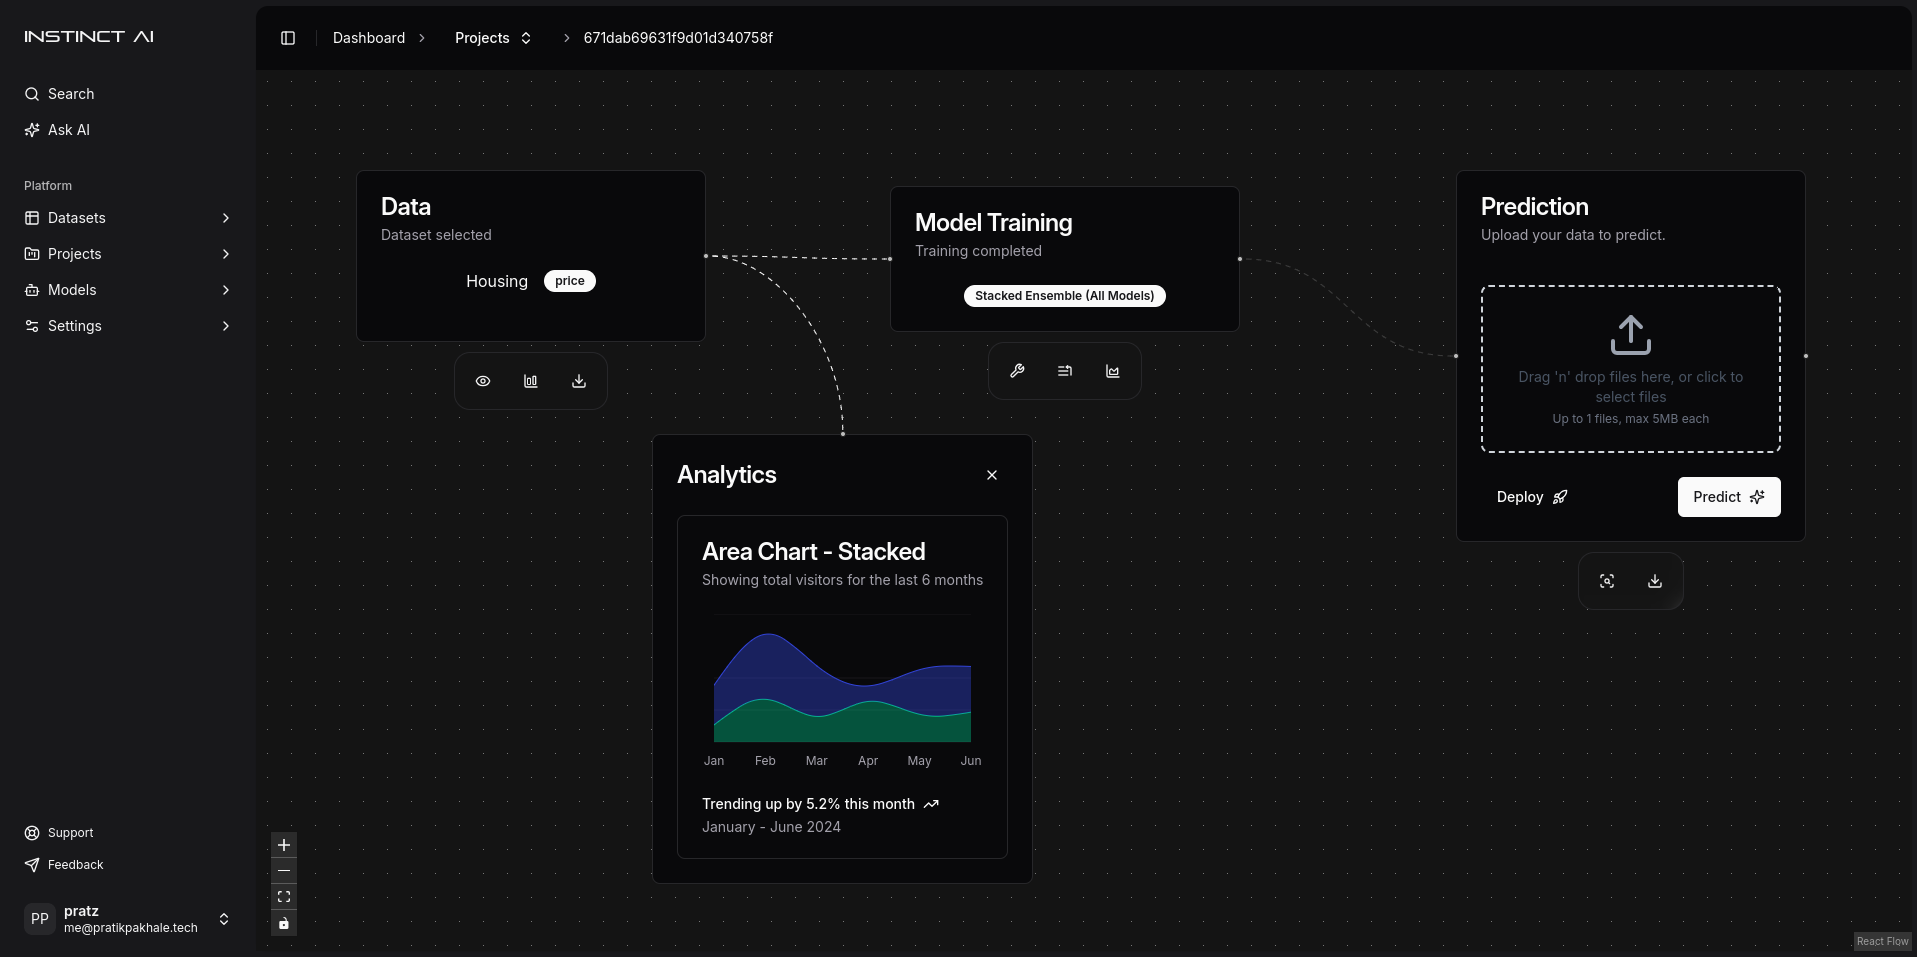 INSTINCT AI
Search
Ask AI
Platform
Datasets
Projects
Models
Settings
Support
Feedback
PP
pratz
me@pratikpakhale.tech
Dashboard
Projects
671dab69631f9d01d340758f
Data
Dataset selected
Housing price
Model Training
Training completed
Stacked Ensemble (All Models)
Prediction
Upload your data to predict.
Drag 'n' drop files here, or click to
select files
Up to 1 files, max 5MB each
Deploy
Predict
Analytics
Area Chart - Stacked
Showing total visitors for the last 6 months
Jan Feb Mar Apr May Jun
Trending up by 5.2% this month
January - June 2024
React Flow